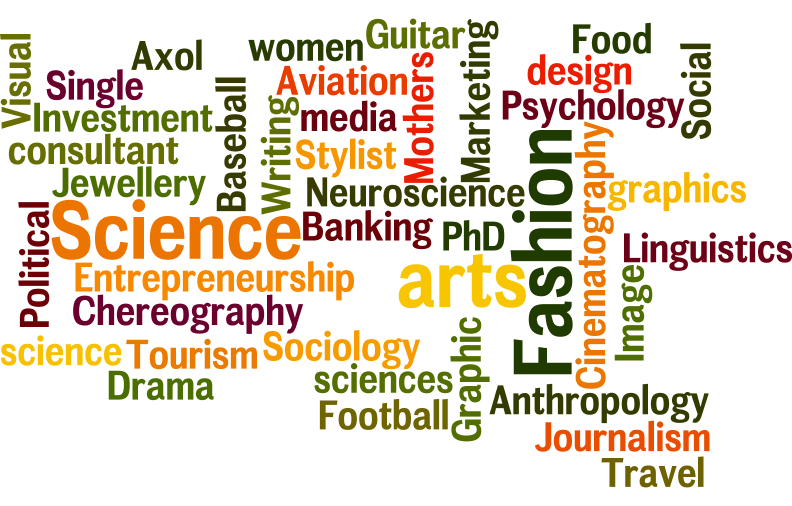 Visual
Axol
women
Guitar
Marketing
Food
Social
Single
Aviation
Mothers
design
Investment
Baseball
Writing
media
Psychology
consultant
Stylist
Jewellery
Neuroscience
Fashion
Cinematography
graphics
Political
Science
Banking
PhD
Linguistics
Entrepreneurship
arts
Image
Chereography
science
Tourism
Sociology
Graphic
Drama
sciences
Football
Anthropology
Journalism
Travel